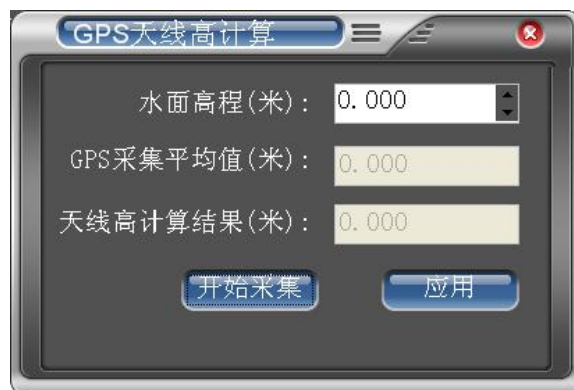 GPS天线高计算
水面高程(米): 0.000
GPS采集平均值(米): 0.000
天线高计算结果(米): 0.000
开始采集 应用